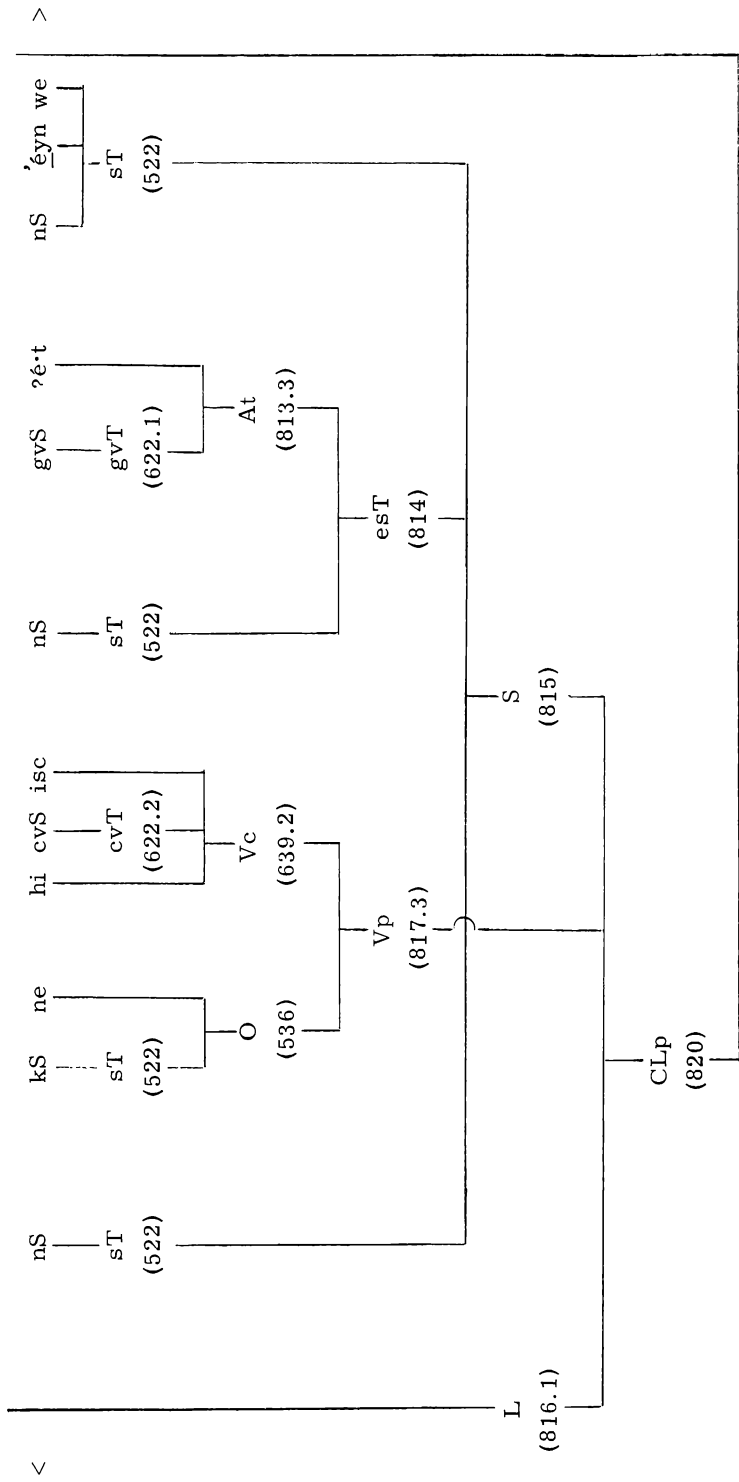 < nS kS ne hi cvS isc nS gvS ?é·t nS ˊéyn we >
sT sT cvT sT gvT sT
(522) (522) (622.2) (522) (622.1) (522)
O Vc At
(536) (639.2) (813.3)
Vp esT
(817.3) (814)
L S
(816.1) (815)
CLp
(820)